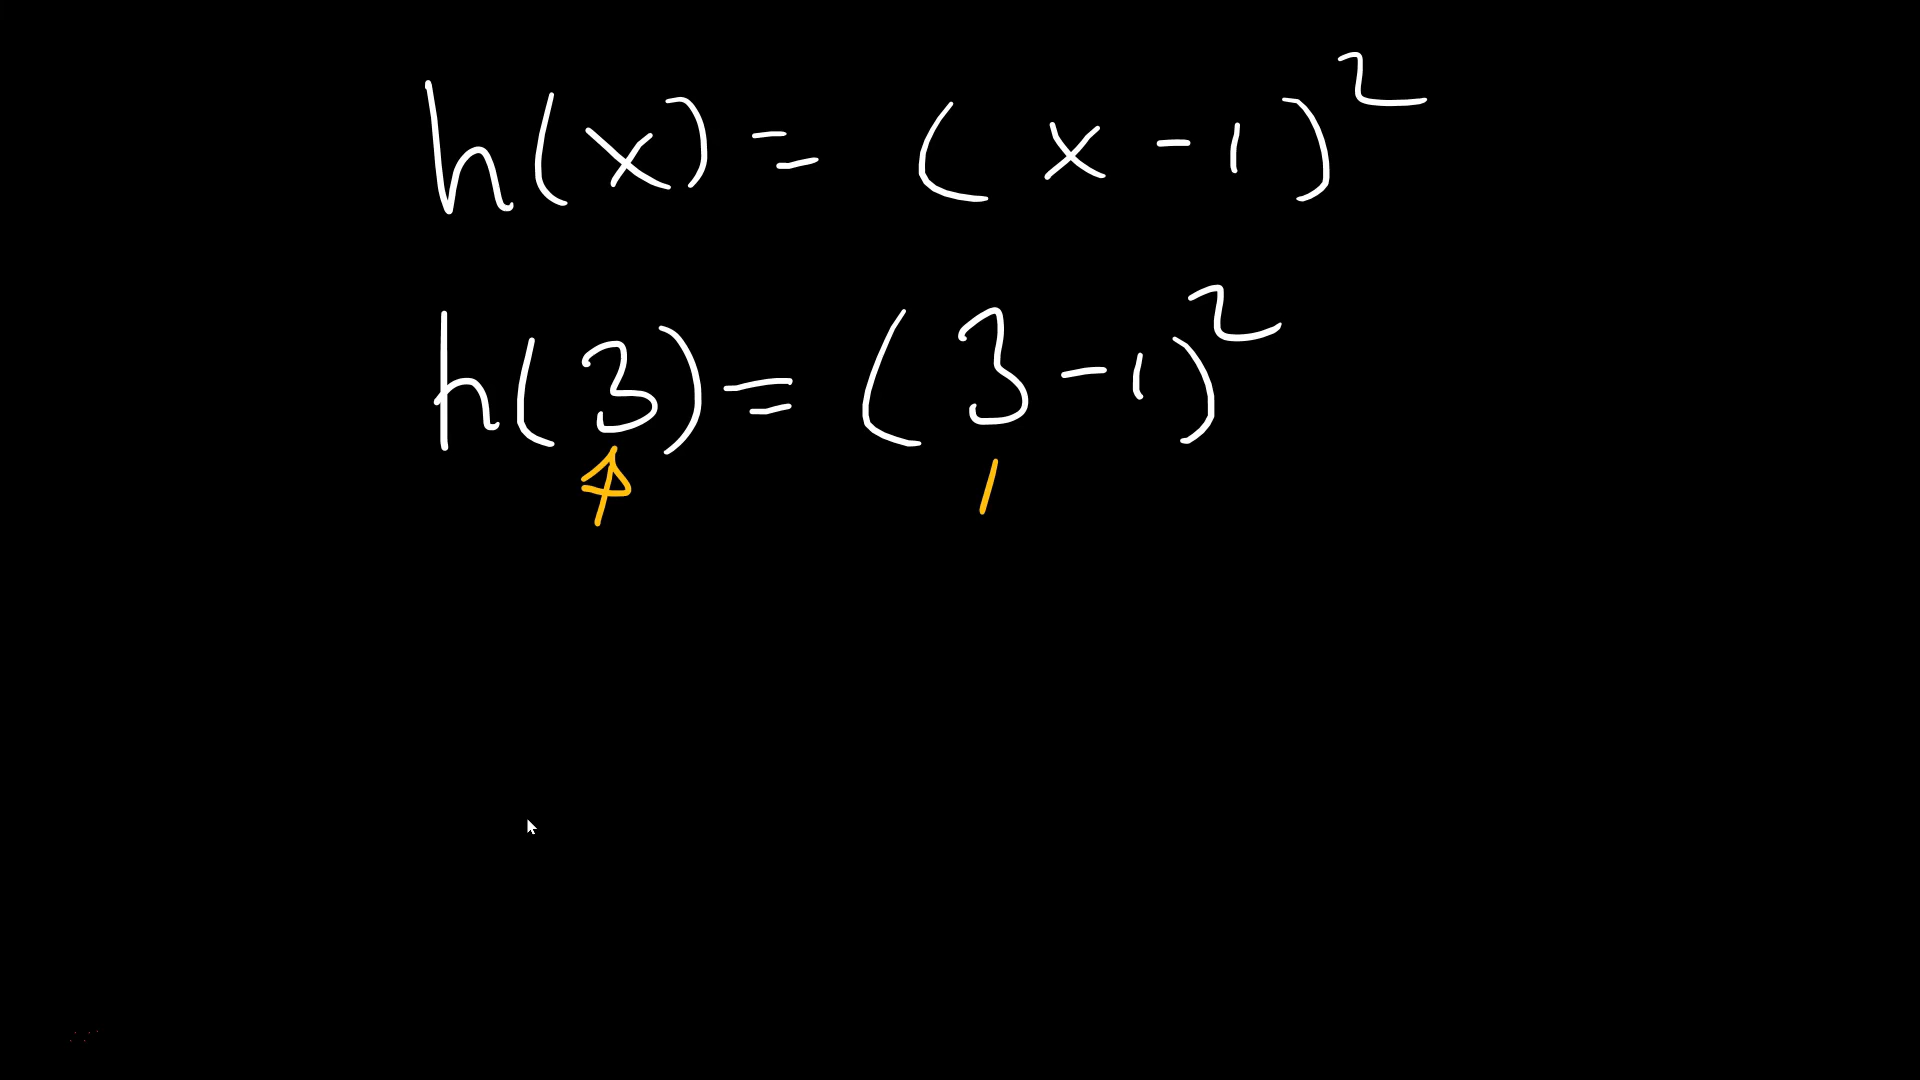 h(x) = (x - 1)²
h(3) = (3 - 1)²